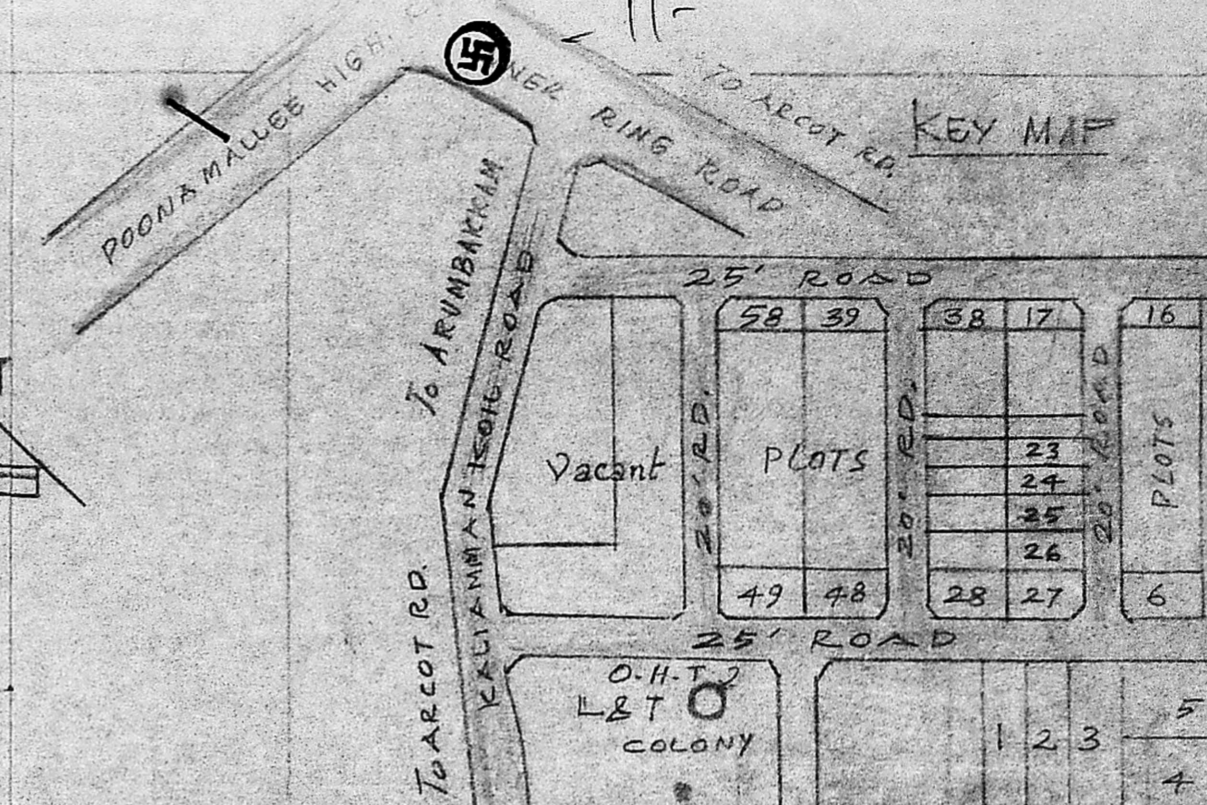 KEY MAP
POONAMALLEE HIGH
NER RING ROAD
TO ARCOT RD.
To ARUMBAKKAM
KALIAMMAN KOIL ROAD
To ARCOT RD.
25' ROAD
58 39 38 17 16
Vacant
20' RD.
PLOTS
20' RD.
23
24
25
26
20' ROAD
PLOTS
49 48 28 27 6
25' ROAD
O-H-T
L&T
COLONY
1 2 3
5
4